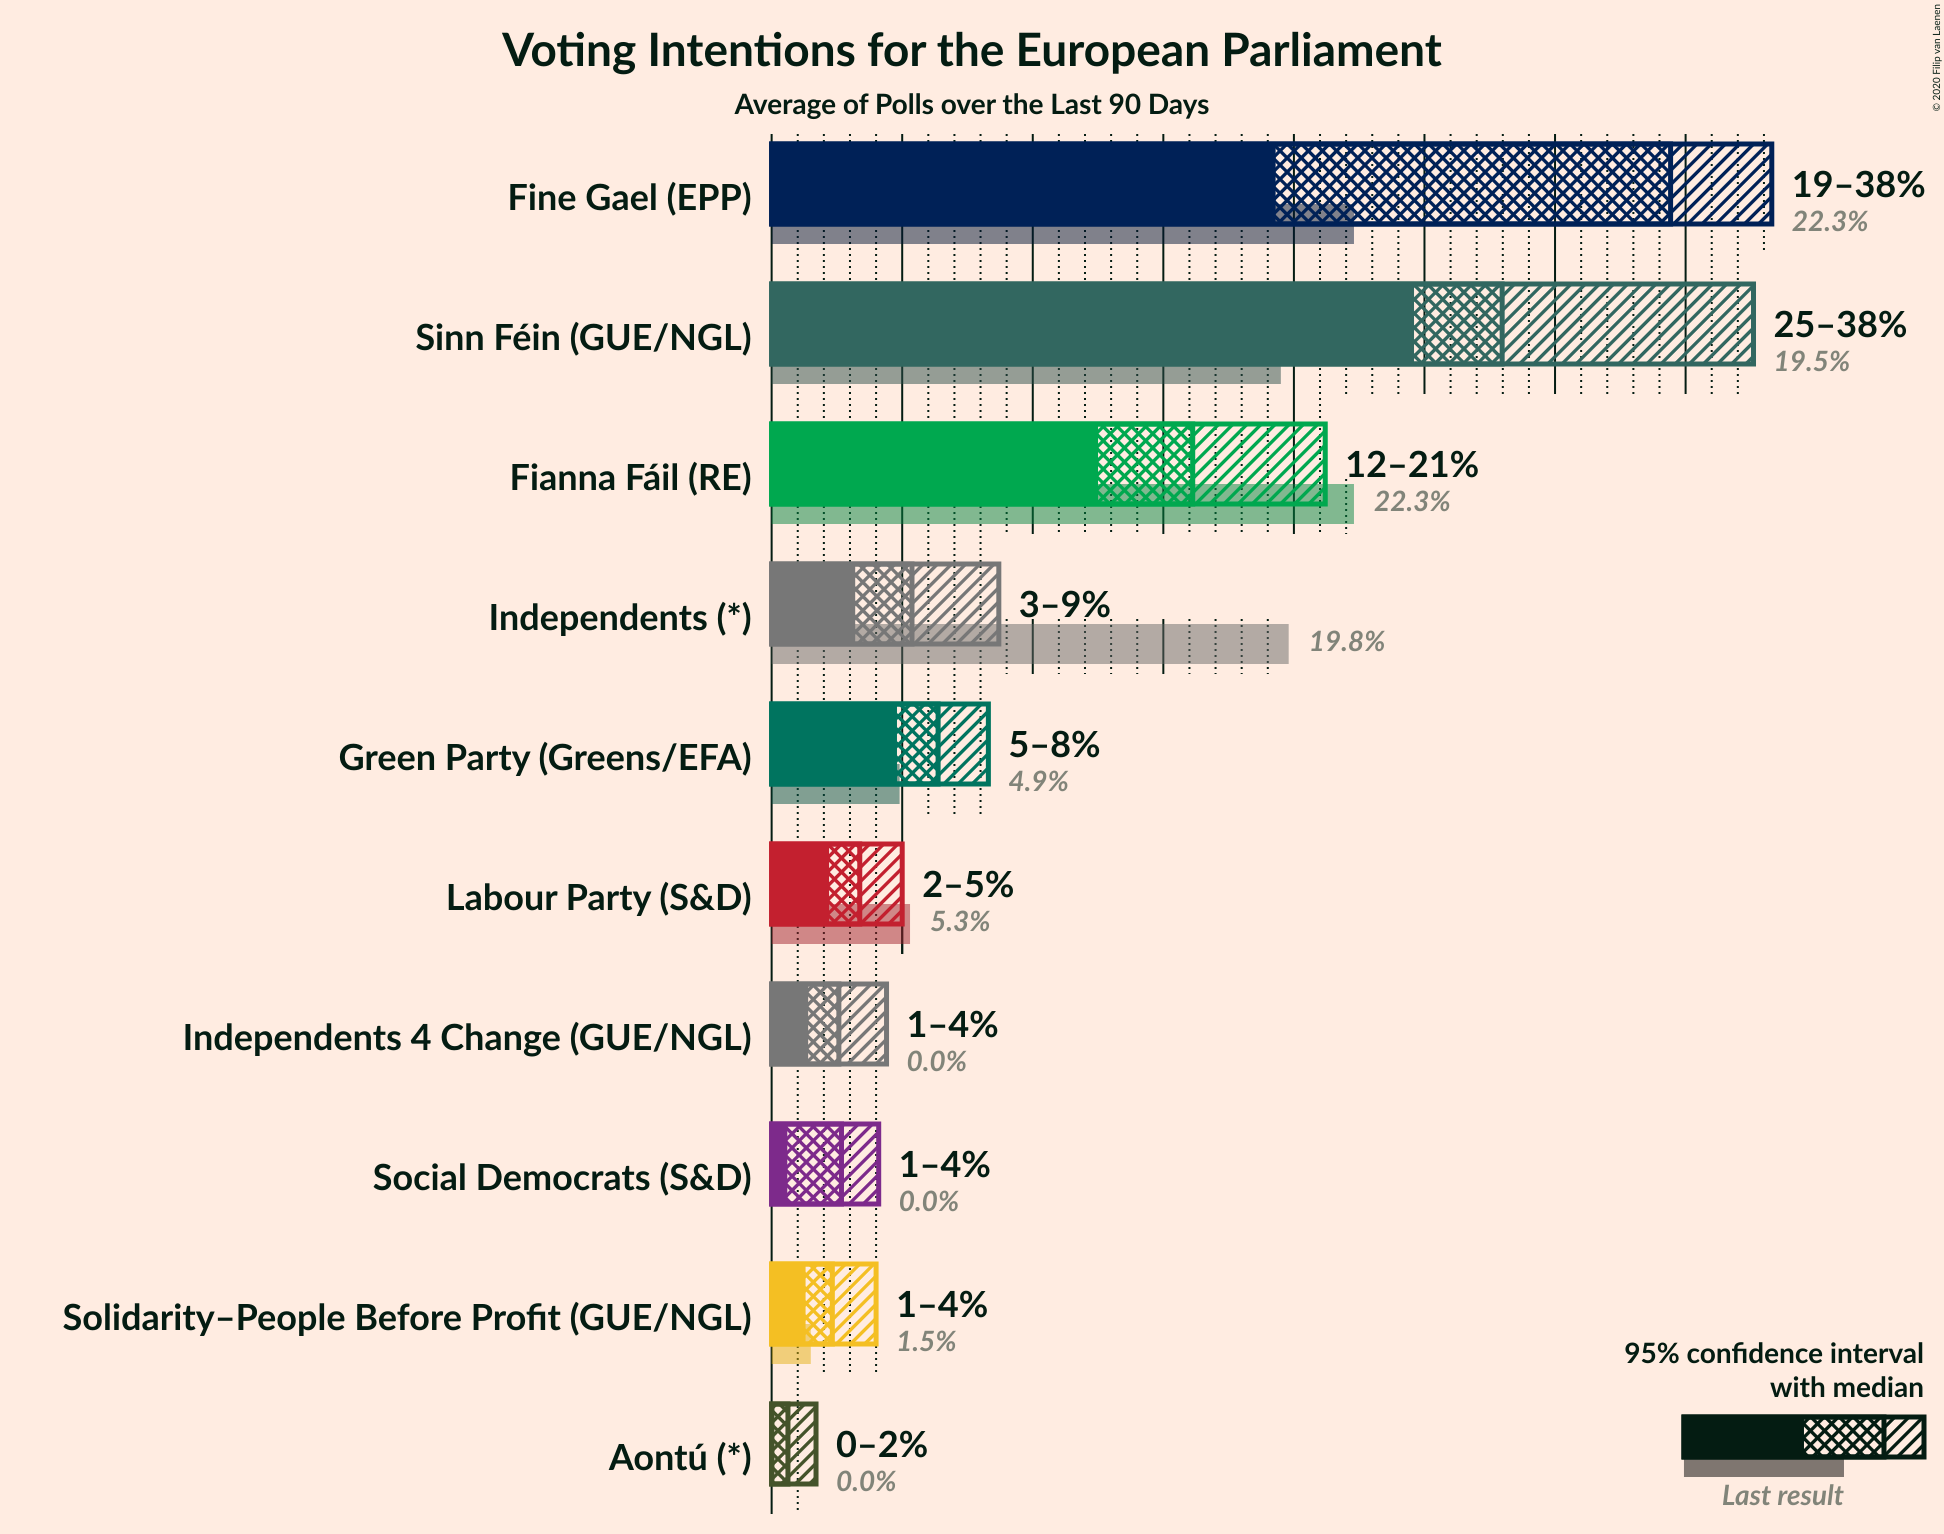 © 2020 Filip van Laenen
Voting Intentions for the European Parliament
Average of Polls over the Last 90 Days
Fine Gael (EPP)
19–38%
22.3%
Sinn Féin (GUE/NGL)
25–38%
19.5%
Fianna Fáil (RE)
12–21%
22.3%
Independents (*)
3–9%
19.8%
Green Party (Greens/EFA)
5–8%
4.9%
Labour Party (S&D)
2–5%
5.3%
Independents 4 Change (GUE/NGL)
1–4%
0.0%
Social Democrats (S&D)
1–4%
0.0%
Solidarity–People Before Profit (GUE/NGL)
1–4%
1.5%
Aontú (*)
0–2%
0.0%
95% confidence interval
with median
Last result